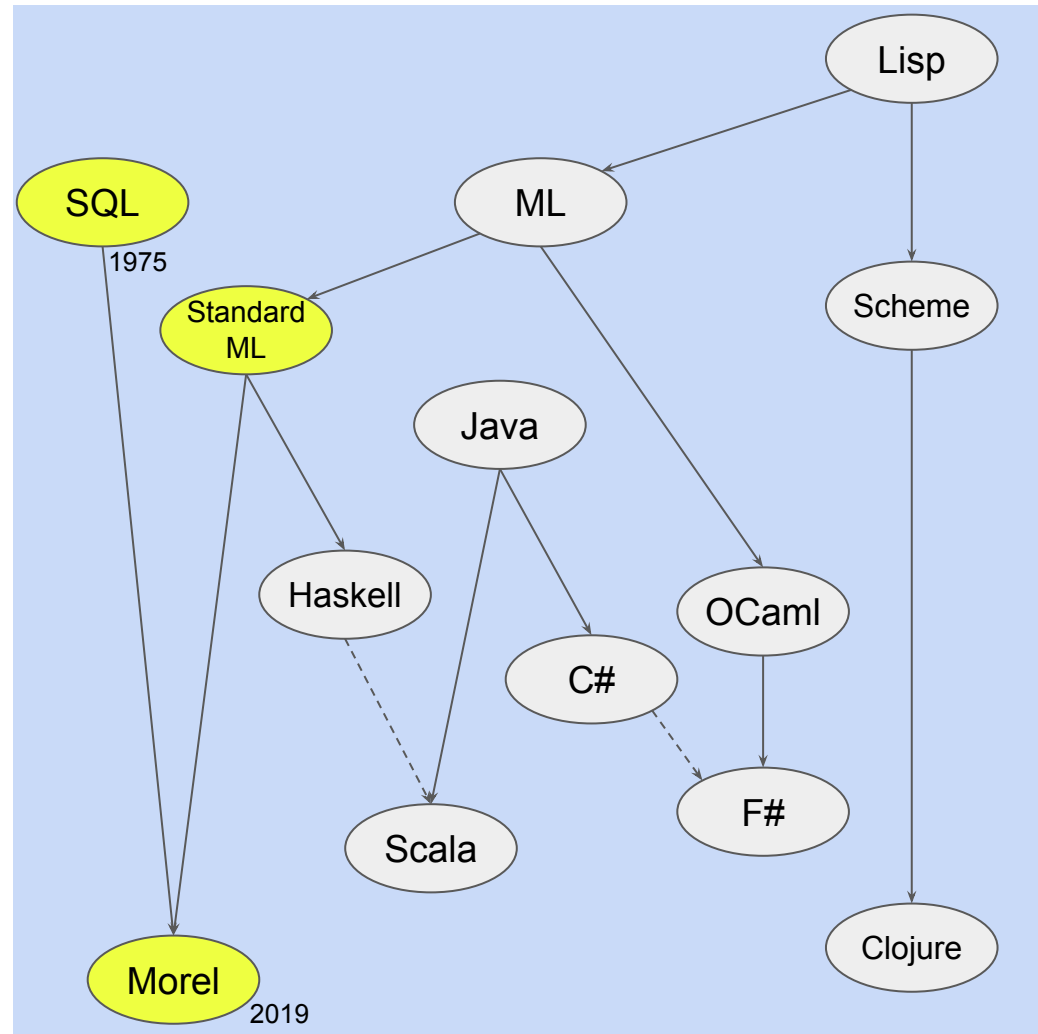 Lisp
SQL
1975
ML
Standard
ML
Scheme
Java
Haskell
OCaml
C#
F#
Scala
Clojure
Morel
2019